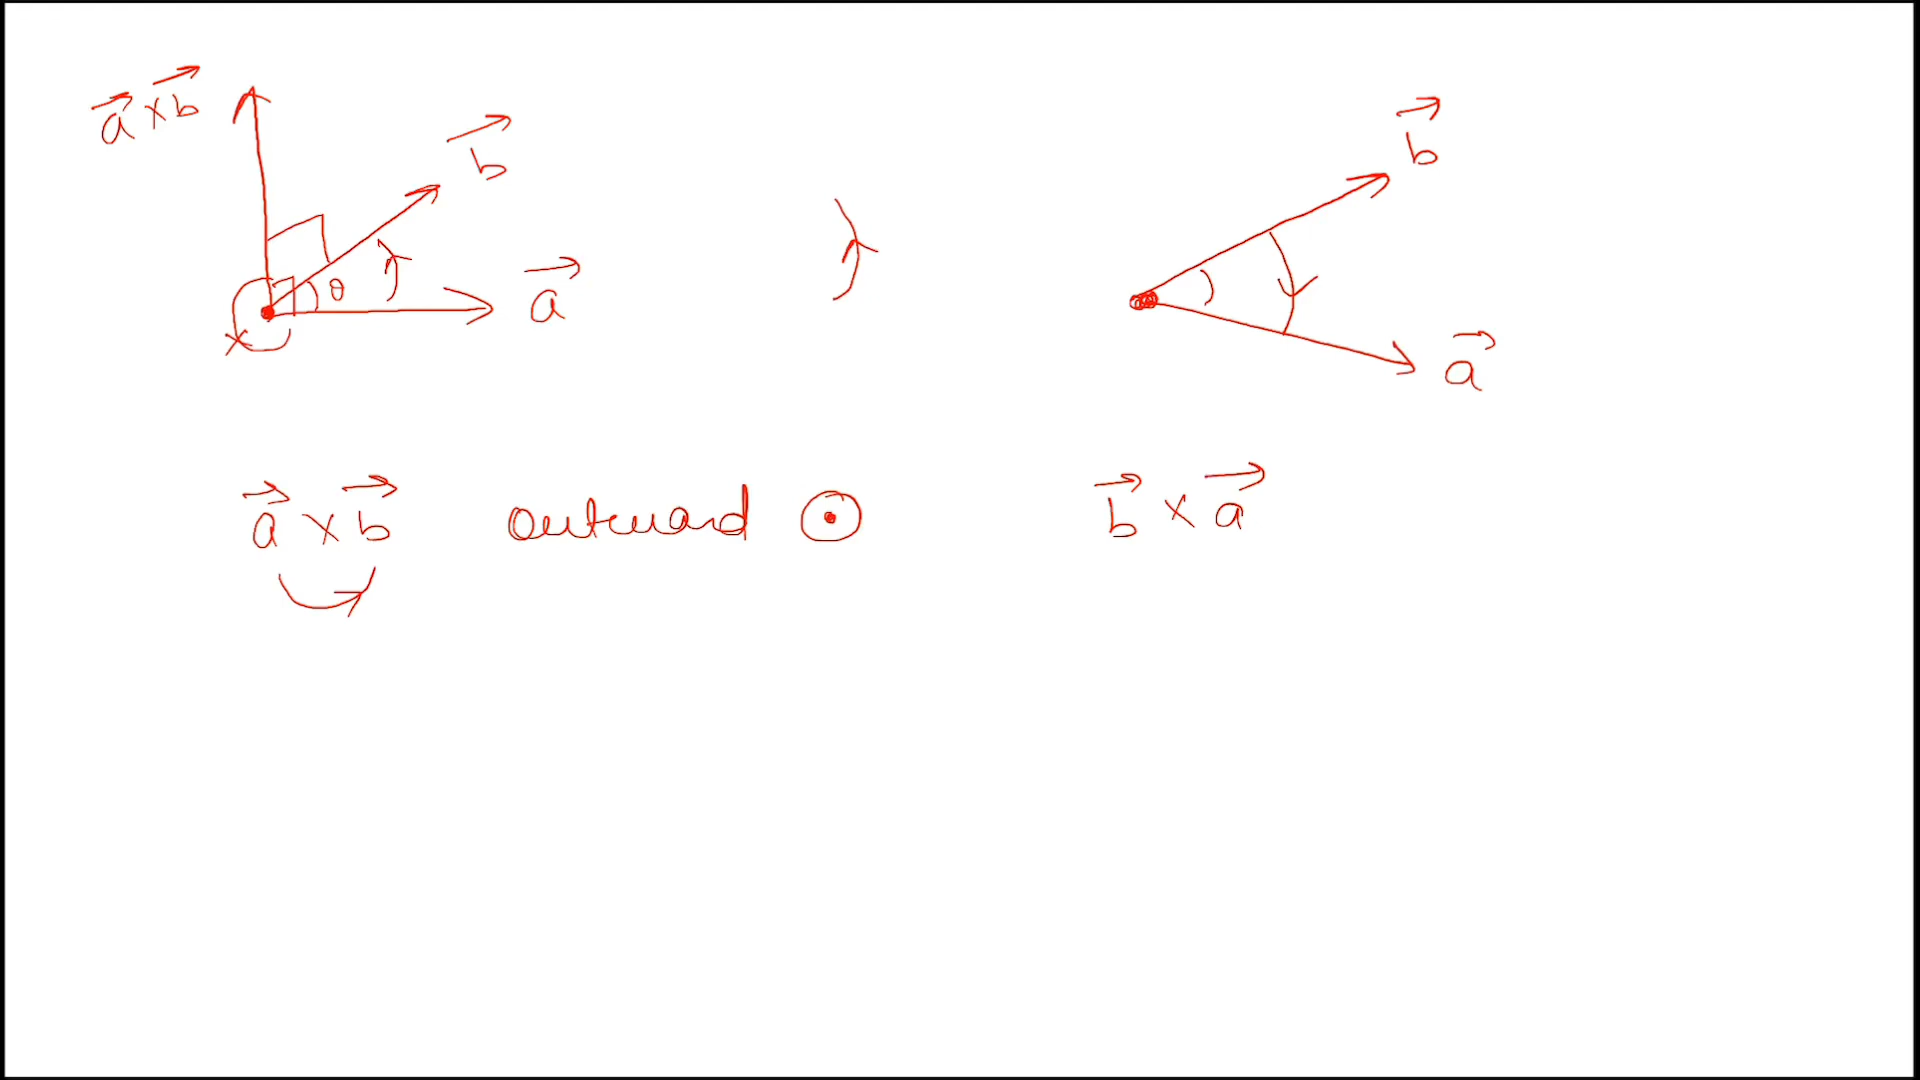 a⃗ × b⃗
b⃗
θ
a⃗
x
b⃗
a⃗
a⃗ × b⃗ outward ⊙
b⃗ × a⃗